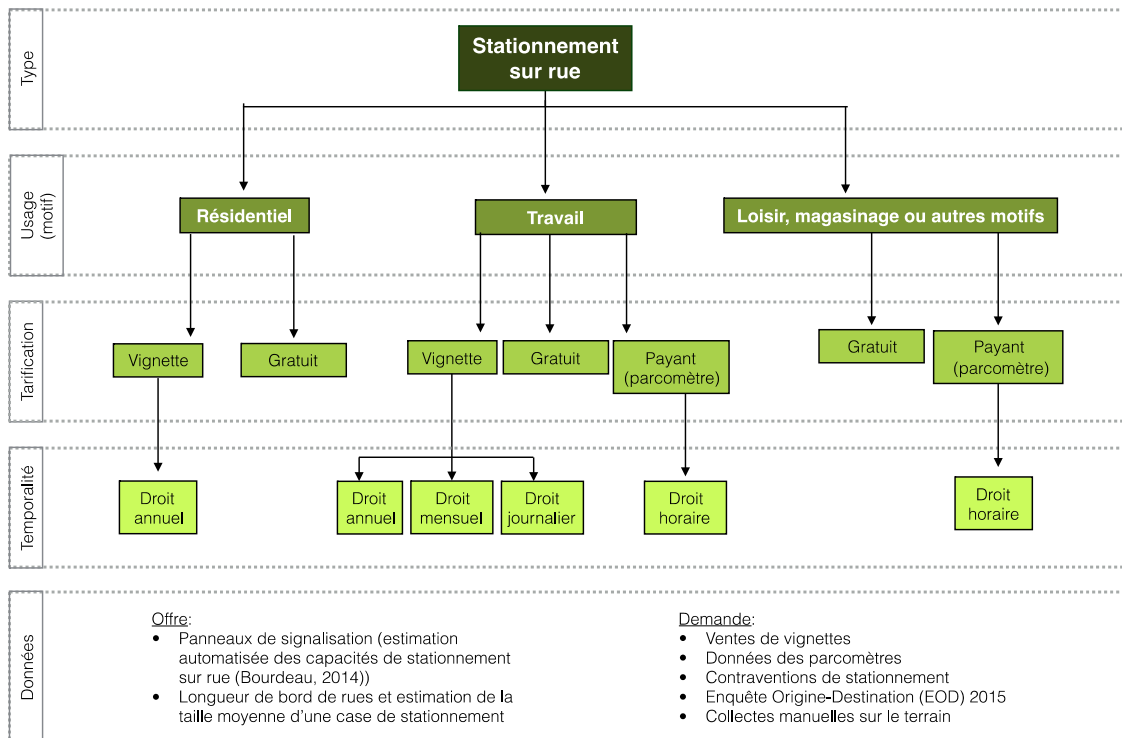 Type
Stationnement
sur rue
Usage
(motif)
Résidentiel
Travail
Loisir, magasinage ou autres motifs
Tarification
Vignette
Gratuit
Vignette
Gratuit
Payant
(parcomètre)
Gratuit
Payant
(parcomètre)
Temporalité
Droit
annuel
Droit
annuel
Droit
mensuel
Droit
journalier
Droit
horaire
Droit
horaire
Données
Offre:
• Panneaux de signalisation (estimation
automatisée des capacités de stationnement
sur rue (Bourdeau, 2014))
• Longueur de bord de rues et estimation de la
taille moyenne d'une case de stationnement
Demande:
• Ventes de vignettes
• Données des parcomètres
• Contraventions de stationnement
• Enquête Origine-Destination (EOD) 2015
• Collectes manuelles sur le terrain